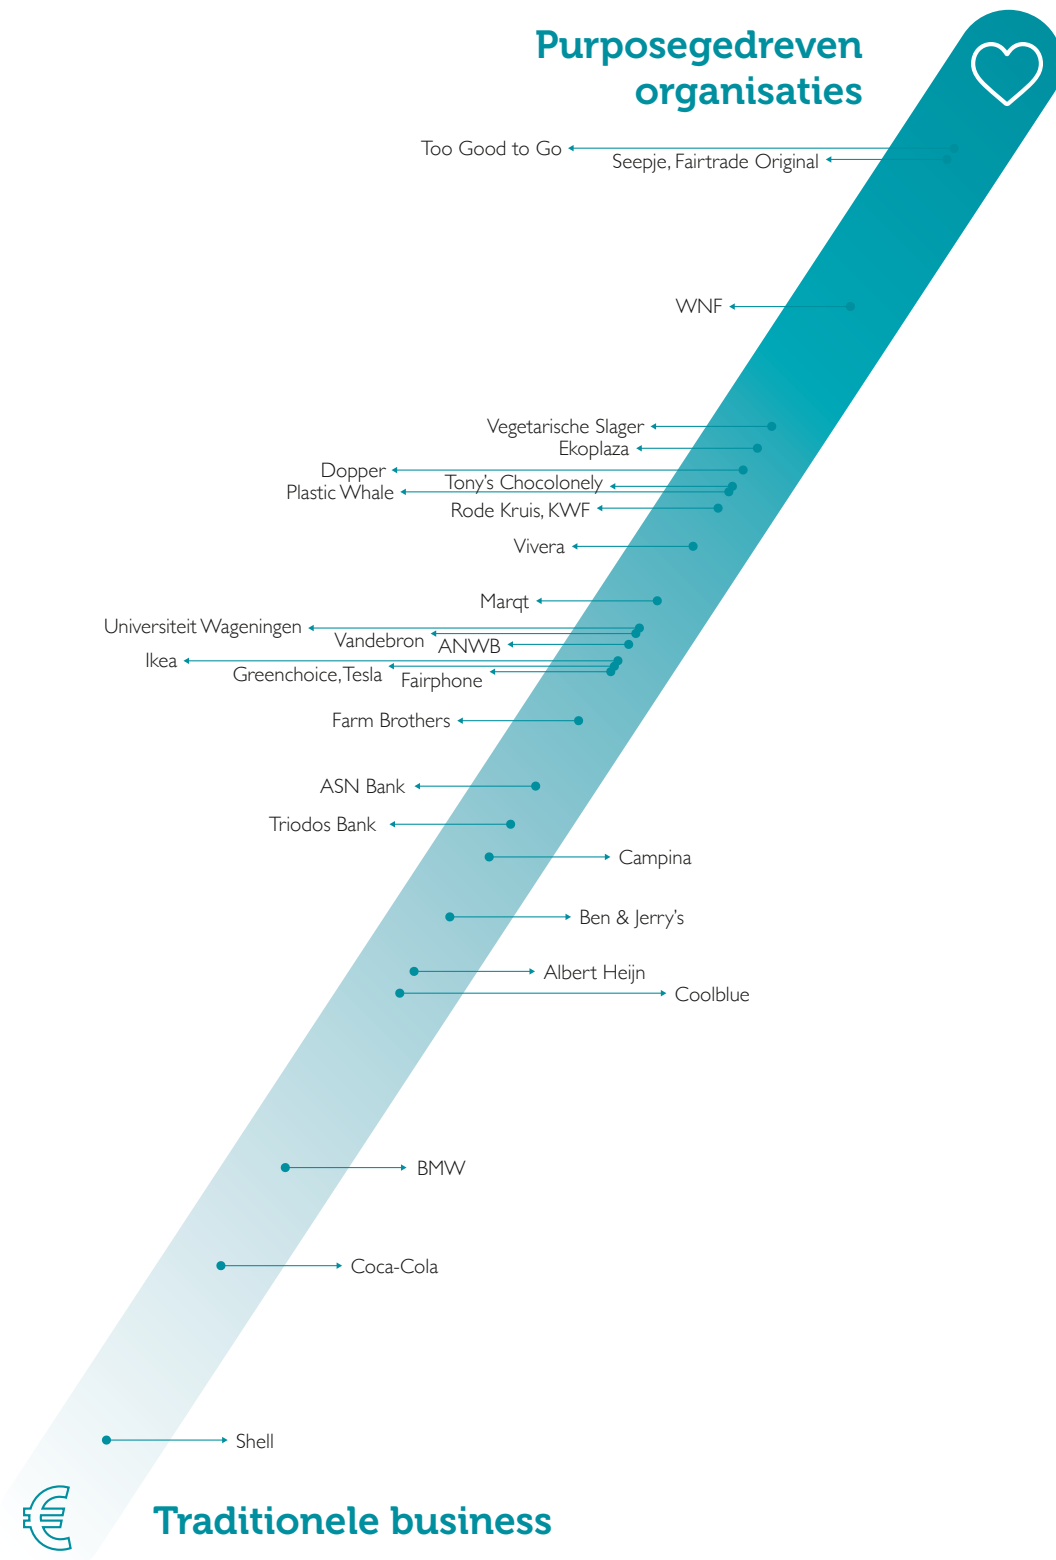 Purposegedreven
organisaties
Too Good to Go
Seepje, Fairtrade Original
WNF
Vegetarische Slager
Ekoplaza
Dopper
Tony's Chocolonely
Plastic Whale
Rode Kruis, KWF
Vivera
Marqt
Universiteit Wageningen
Vandebron
ANWB
Ikea
Greenchoice, Tesla
Fairphone
Farm Brothers
ASN Bank
Triodos Bank
Campina
Ben & Jerry's
Albert Heijn
Coolblue
BMW
Coca-Cola
Shell
€
Traditionele business